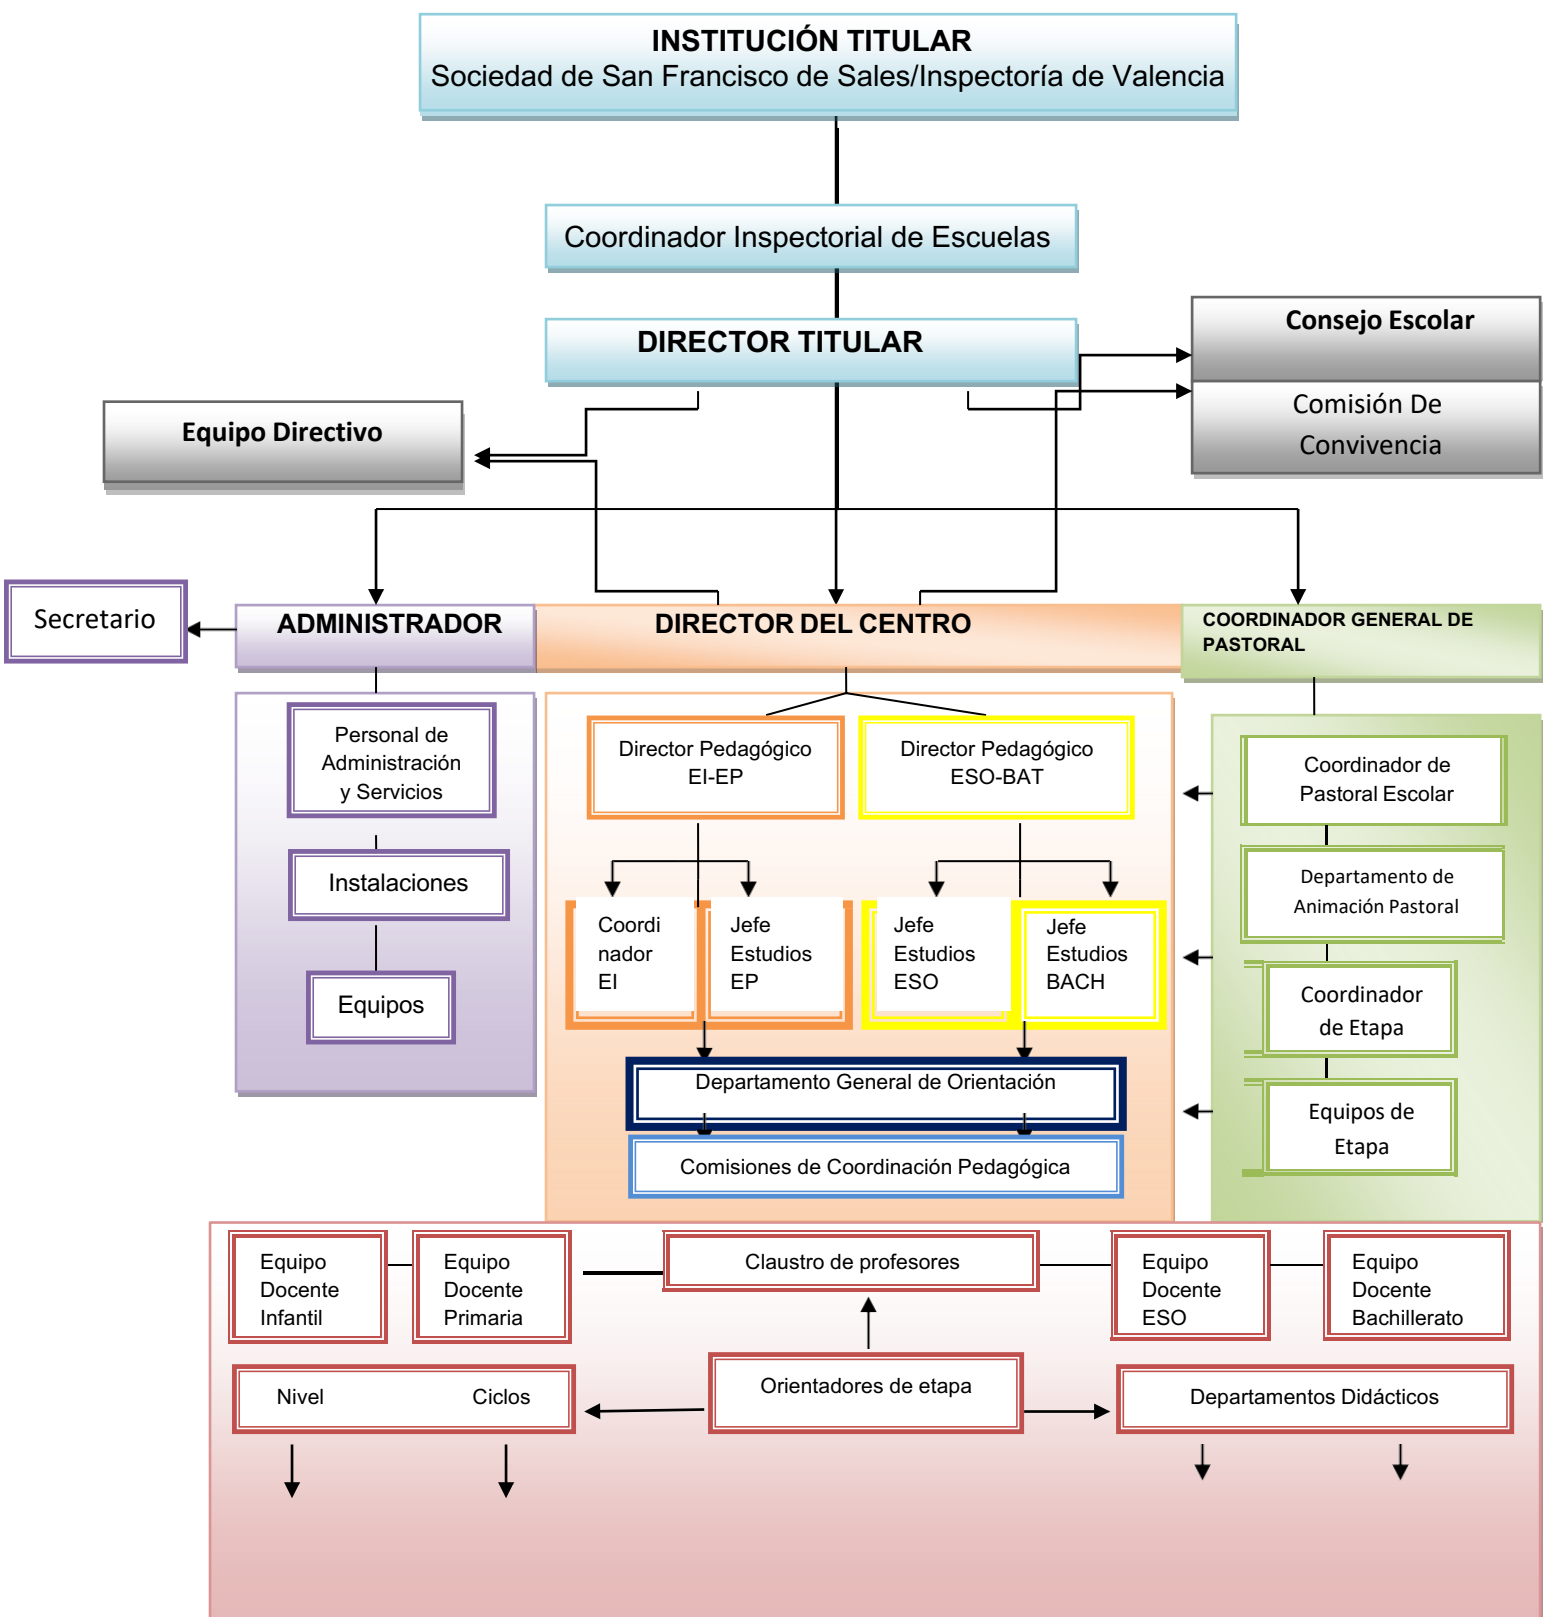 INSTITUCIÓN TITULAR
Sociedad de San Francisco de Sales/Inspectoría de Valencia
Coordinador Inspectorial de Escuelas
DIRECTOR TITULAR
Consejo Escolar
Comisión De
Convivencia
Equipo Directivo
Secretario
ADMINISTRADOR
DIRECTOR DEL CENTRO
COORDINADOR GENERAL DE
PASTORAL
Personal de
Administración
y Servicios
Instalaciones
Equipos
Director Pedagógico
EI-EP
Director Pedagógico
ESO-BAT
Coordi
nador
EI
Jefe
Estudios
EP
Jefe
Estudios
ESO
Jefe
Estudios
BACH
Departamento General de Orientación
Comisiones de Coordinación Pedagógica
Coordinador de
Pastoral Escolar
Departamento de
Animación Pastoral
Coordinador
de Etapa
Equipos de
Etapa
Equipo
Docente
Infantil
Equipo
Docente
Primaria
Claustro de profesores
Equipo
Docente
ESO
Equipo
Docente
Bachillerato
Nivel Ciclos
Orientadores de etapa
Departamentos Didácticos